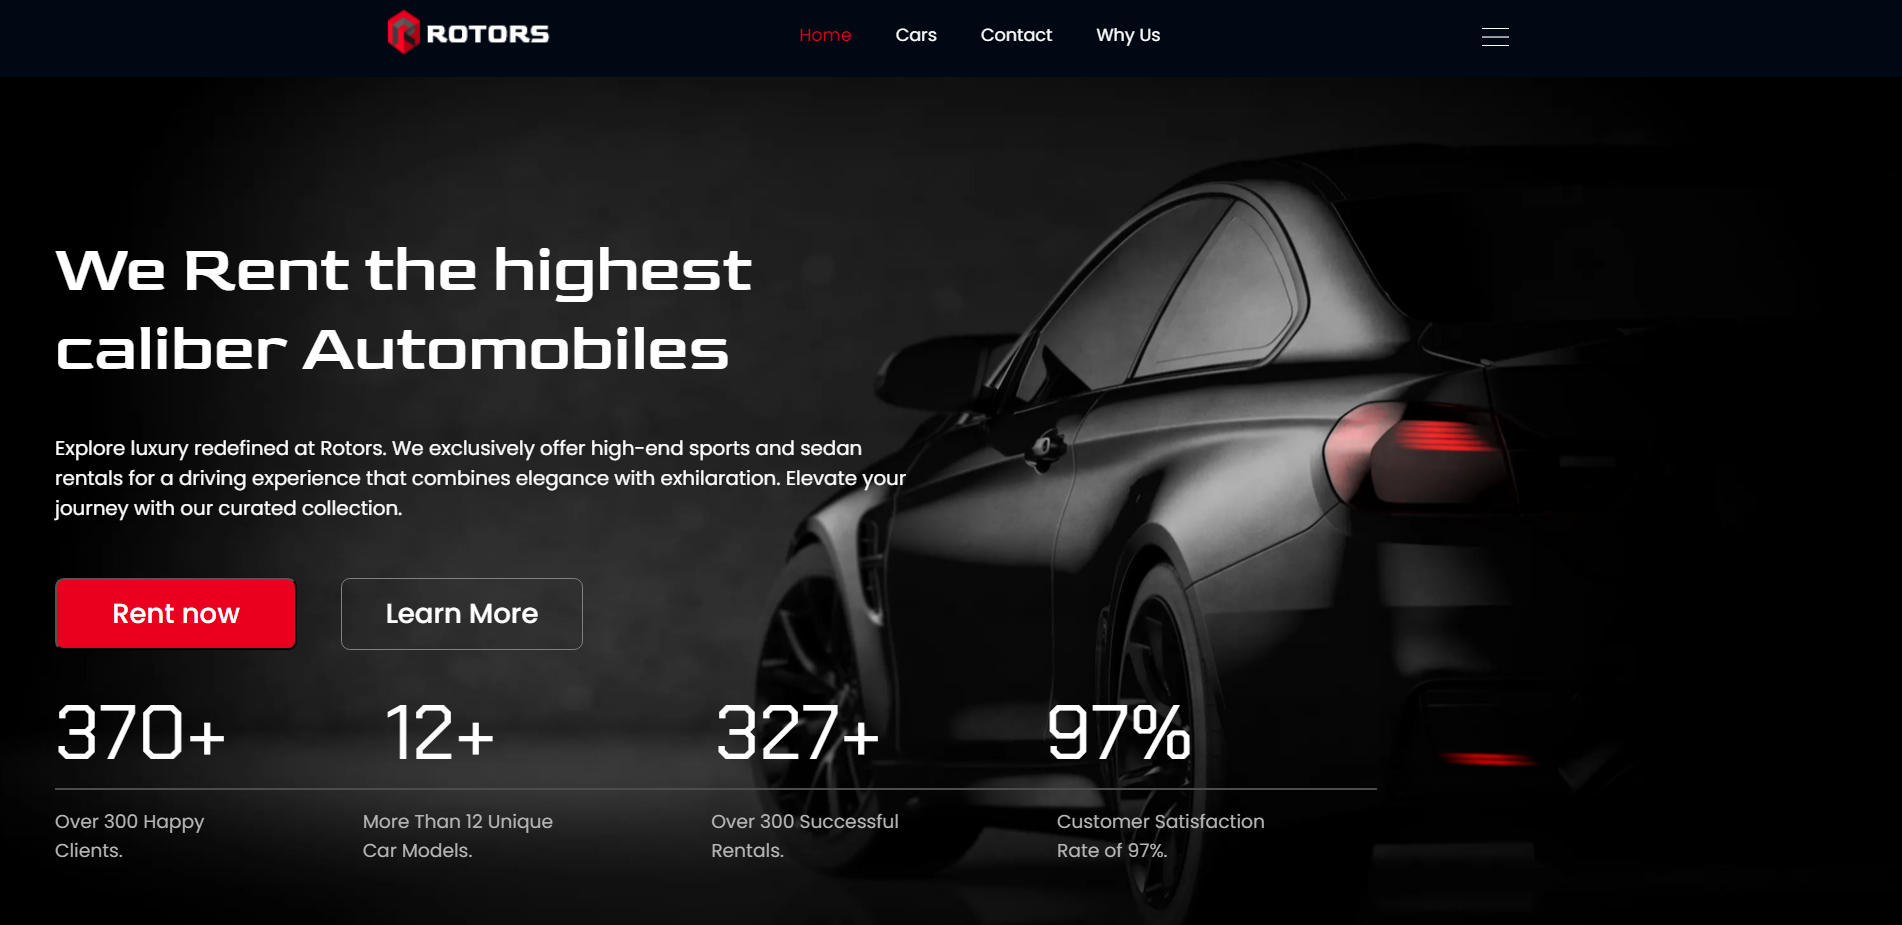 ROTORS
Home
Cars
Contact
Why Us
We Rent the highest
caliber Automobiles
Explore luxury redefined at Rotors. We exclusively offer high-end sports and sedan
rentals for a driving experience that combines elegance with exhilaration. Elevate your
journey with our curated collection.
Rent now
Learn More
370+
12+
327+
97%
Over 300 Happy
Clients.
More Than 12 Unique
Car Models.
Over 300 Successful
Rentals.
Customer Satisfaction
Rate of 97%.